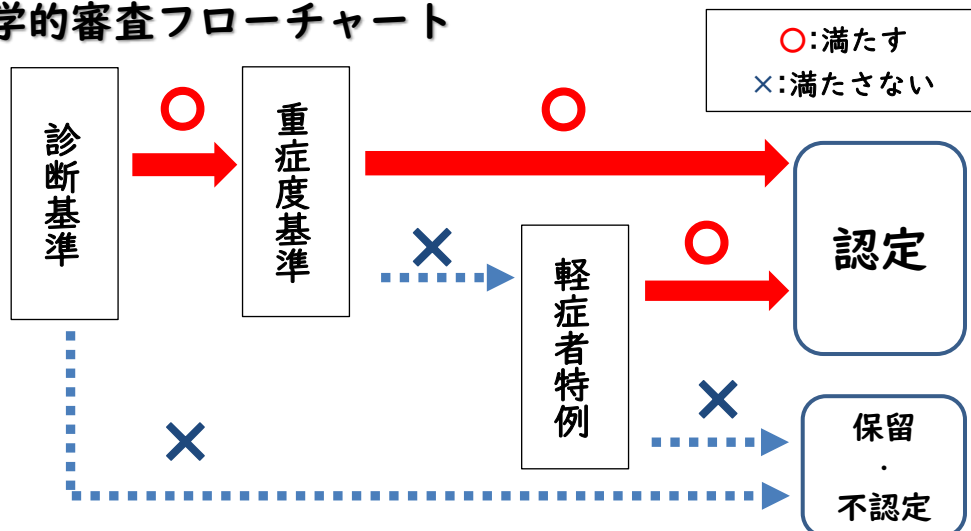 学的審査フローチャート
○:満たす
×:満たさない
診断基準
○
重症度基準
○
×
軽症者特例
○
認定
×
×
保留
・
不認定